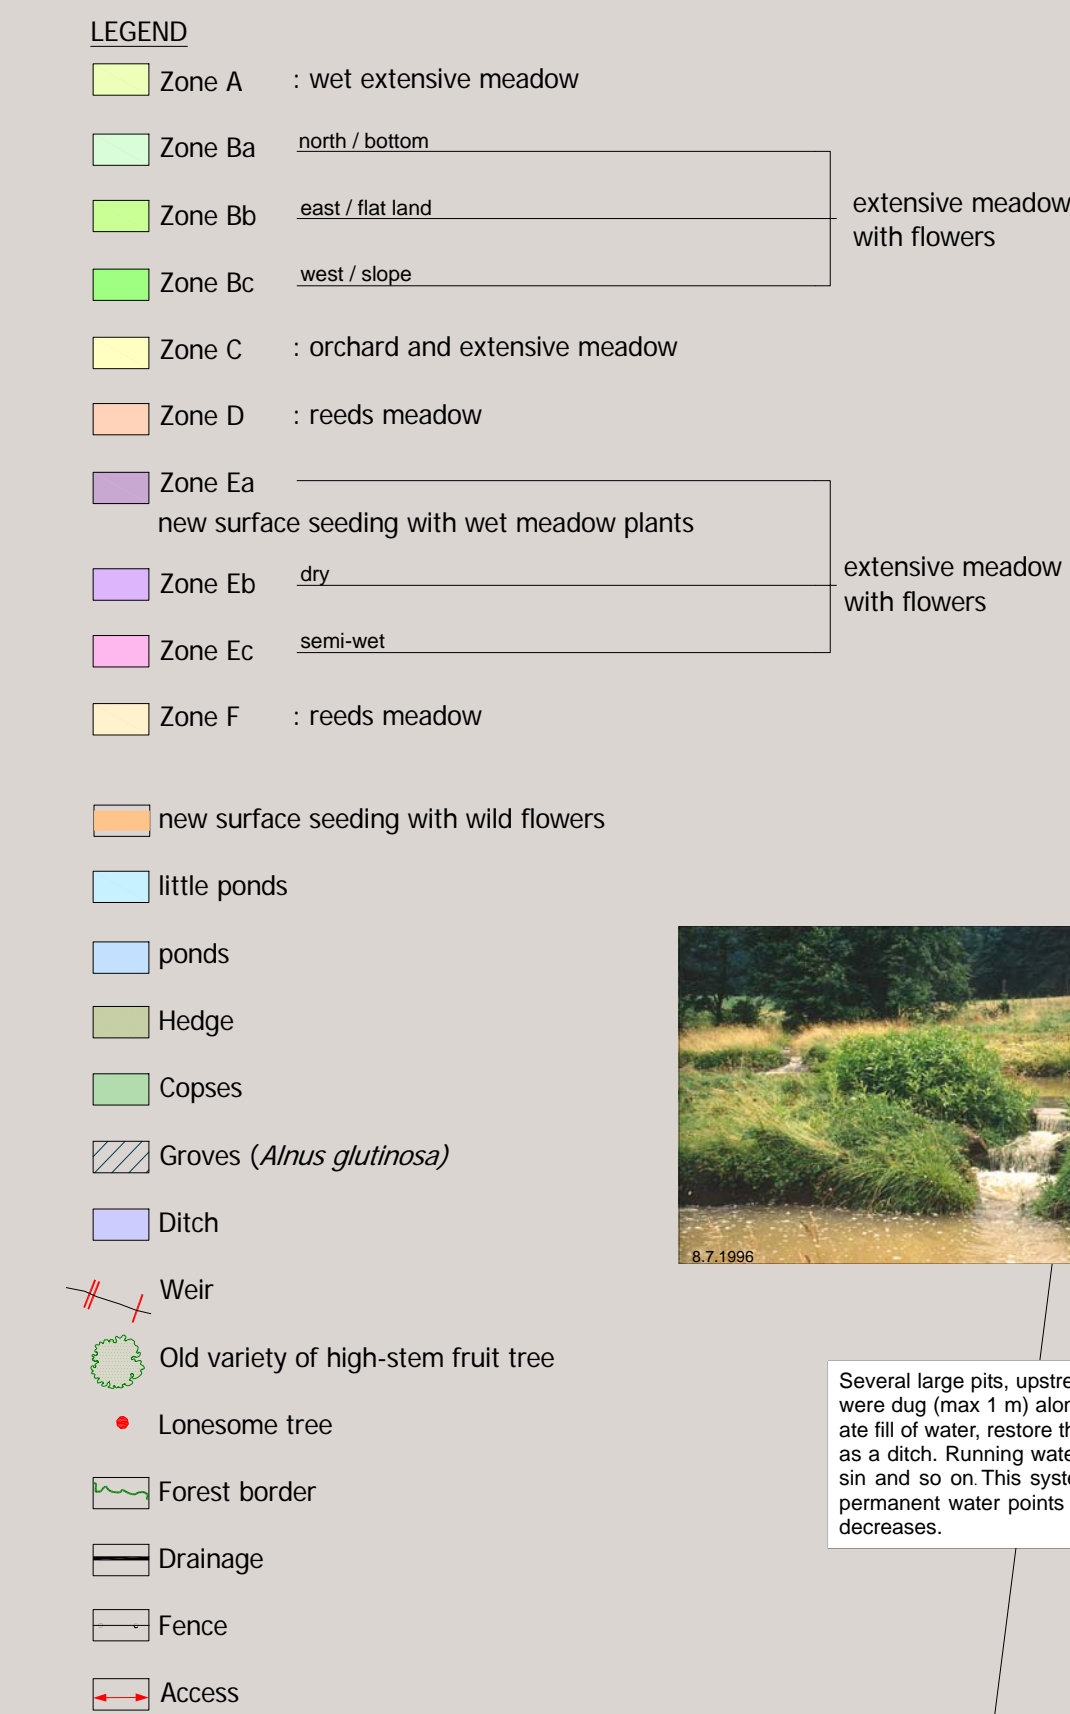 LEGEND
Zone A : wet extensive meadow
Zone Ba north / bottom
Zone Bb east / flat land
extensive meadow
with flowers
Zone Bc west / slope
Zone C : orchard and extensive meadow
Zone D : reeds meadow
Zone Ea
new surface seeding with wet meadow plants
Zone Eb dry
extensive meadow
with flowers
Zone Ec semi-wet
Zone F : reeds meadow
new surface seeding with wild flowers
little ponds
ponds
Hedge
Copses
Groves (Alnus glutinosa)
Ditch
Weir
Old variety of high-stem fruit tree
Lonesome tree
Forest border
Drainage
Fence
Access
8.7.1996
Several large pits, upstre
were dug (max 1 m) alon
ate fill of water, restore th
as a ditch. Running wate
sin and so on. This syste
permanent water points
decreases.